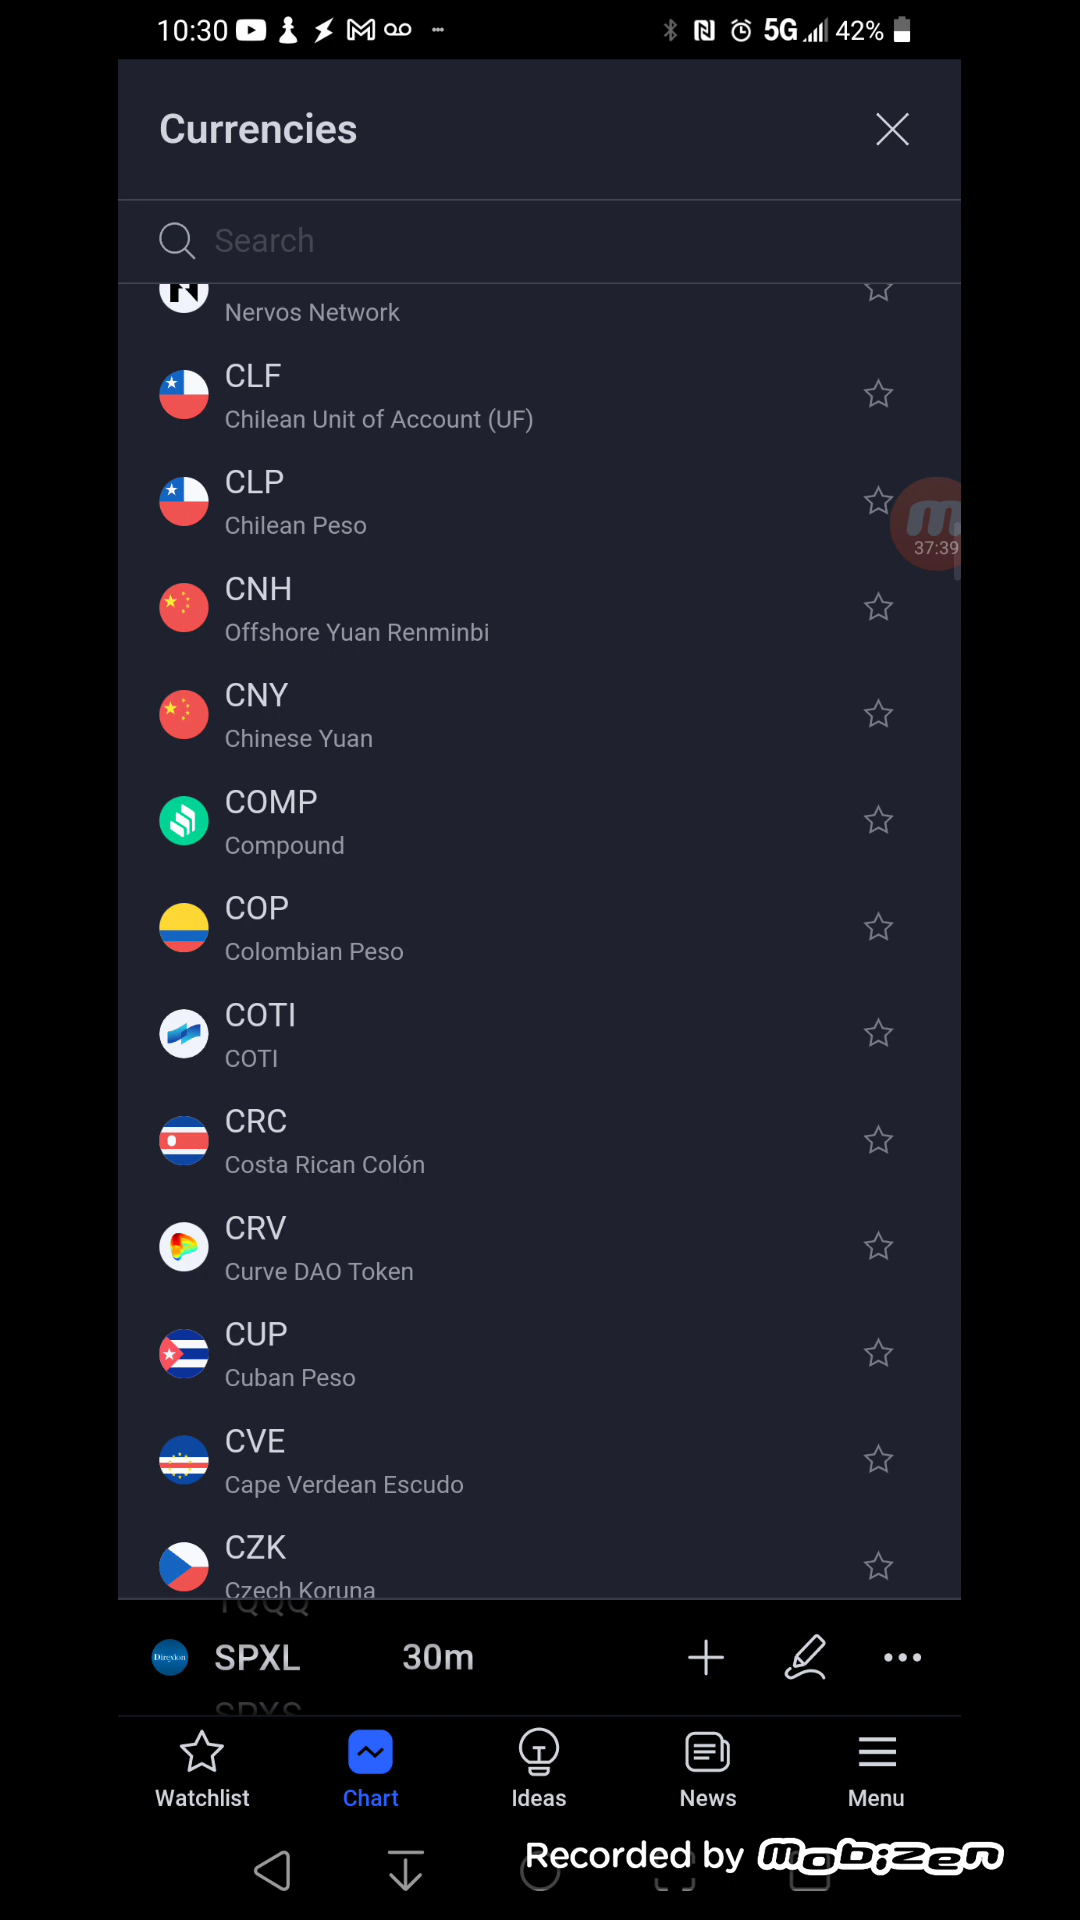 10:30
5G
42%
Currencies
Search
Nervos Network
CLF
Chilean Unit of Account (UF)
CLP
Chilean Peso
37:39
CNH
Offshore Yuan Renminbi
CNY
Chinese Yuan
COMP
Compound
COP
Colombian Peso
COTI
COTI
CRC
Costa Rican Colón
CRV
Curve DAO Token
CUP
Cuban Peso
CVE
Cape Verdean Escudo
CZK
Czech Koruna
TQQQ
Direxion SPXL 30m
Watchlist Chart Ideas News Menu
Recorded by mobizen